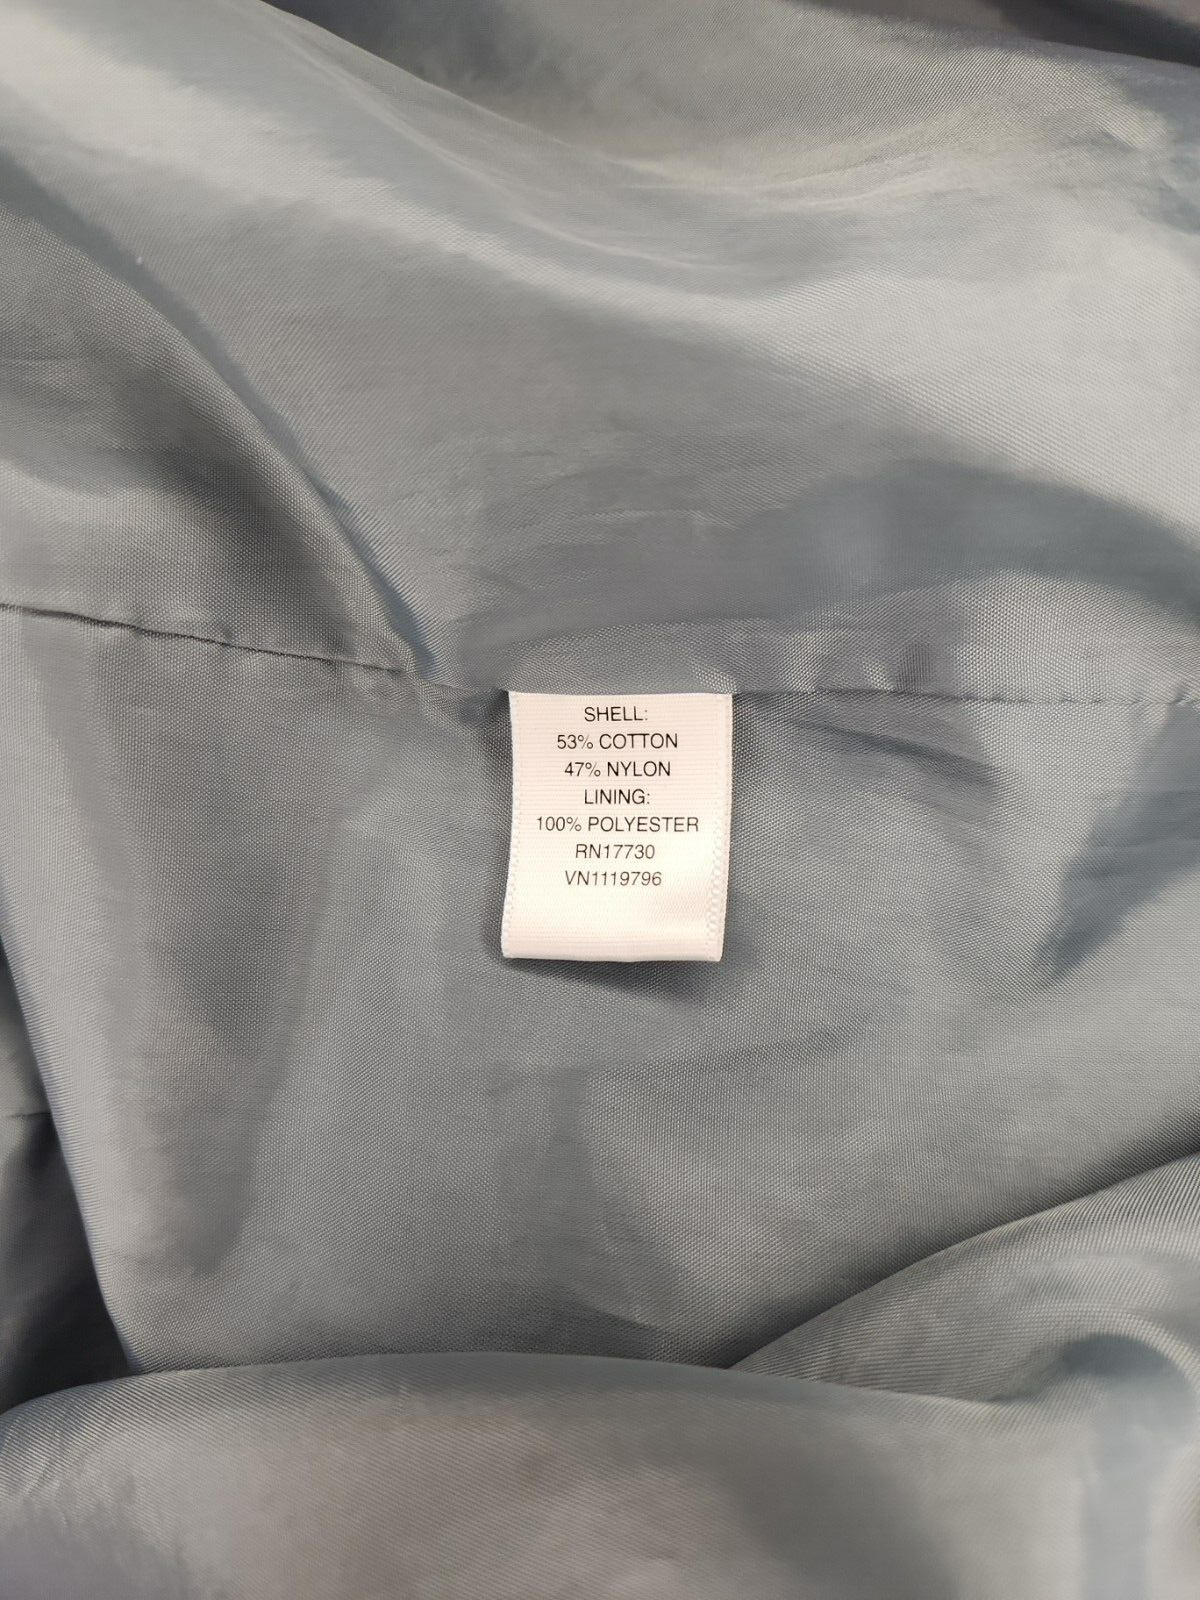 SHELL:
53% COTTON
47% NYLON
LINING:
100% POLYESTER
RN17730
VN1119796